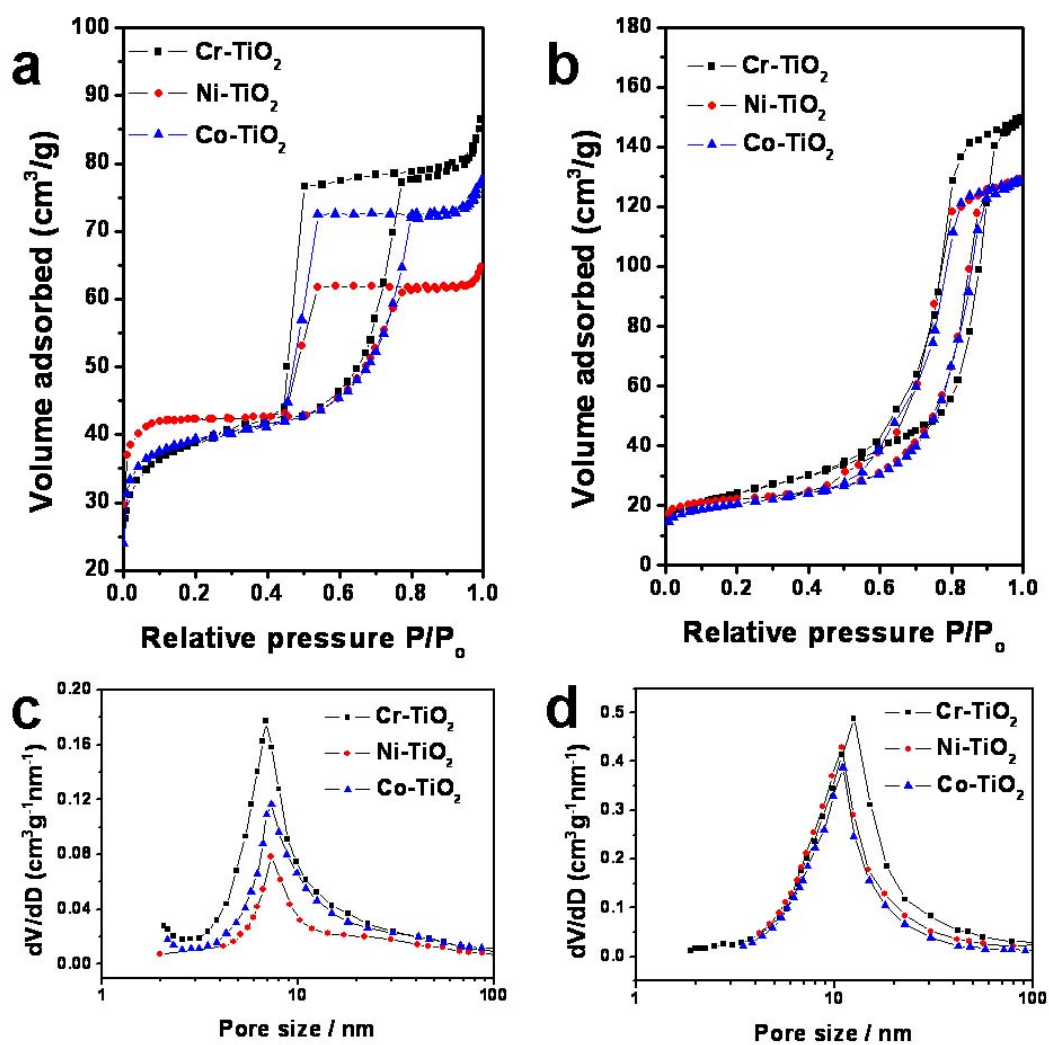 a
Cr-TiO₂
Ni-TiO₂
Co-TiO₂
Volume adsorbed (cm³/g)
100
90
80
70
60
50
40
30
20
0.0 0.2 0.4 0.6 0.8 1.0
Relative pressure P/Pₒ
b
Cr-TiO₂
Ni-TiO₂
Co-TiO₂
Volume adsorbed (cm³/g)
180
160
140
120
100
80
60
40
20
0
0.0 0.2 0.4 0.6 0.8 1.0
Relative pressure P/Pₒ
c
Cr-TiO₂
Ni-TiO₂
Co-TiO₂
dV/dD (cm³g⁻¹nm⁻¹)
0.20
0.16
0.12
0.08
0.04
0.00
1 10 100
Pore size / nm
d
Cr-TiO₂
Ni-TiO₂
Co-TiO₂
dV/dD (cm³g⁻¹nm⁻¹)
0.5
0.4
0.3
0.2
0.1
0.0
1 10 100
Pore size / nm